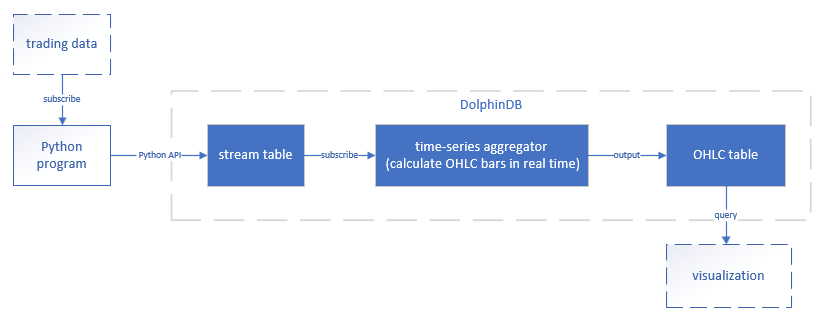 trading data
subscribe
DolphinDB
Python
program
Python API
stream table
subscribe
time-series aggregator
(calculate OHLC bars in real time)
output
OHLC table
query
visualization